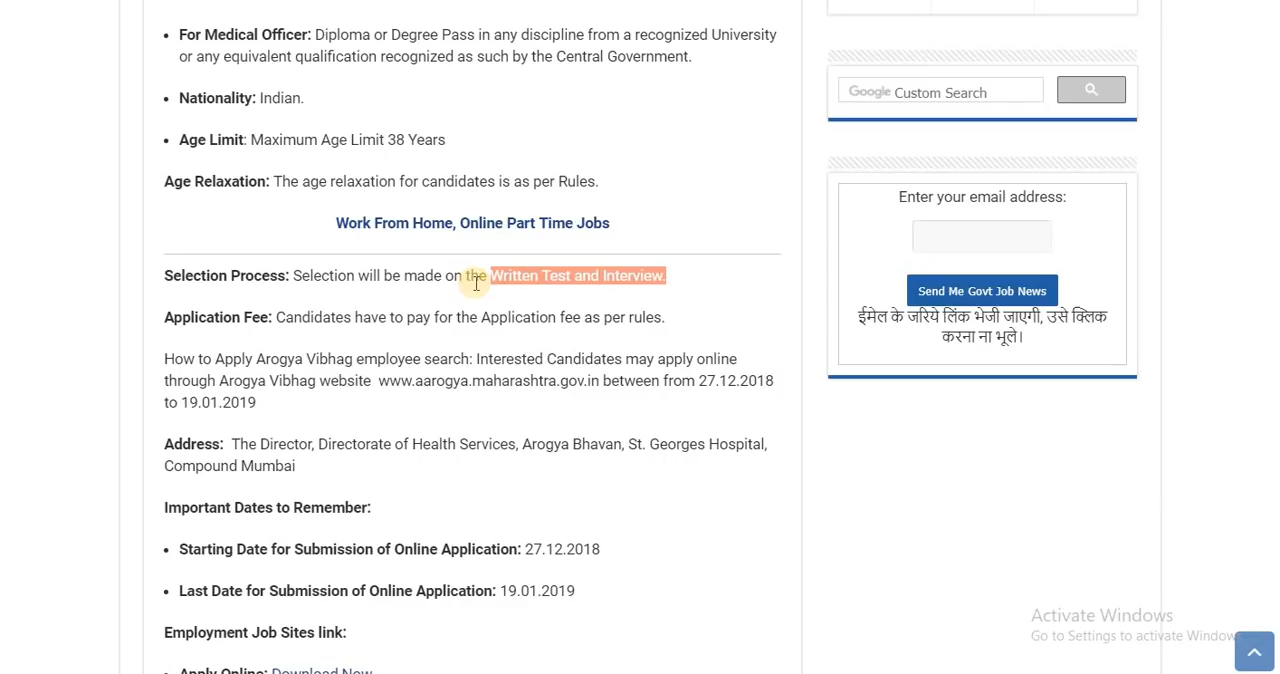 For Medical Officer: Diploma or Degree Pass in any discipline from a recognized University
or any equivalent qualification recognized as such by the Central Government.
Nationality: Indian.
Age Limit: Maximum Age Limit 38 Years
Age Relaxation: The age relaxation for candidates is as per Rules.
Work From Home, Online Part Time Jobs
Selection Process: Selection will be made on the Written Test and Interview.
Application Fee: Candidates have to pay for the Application fee as per rules.
How to Apply Arogya Vibhag employee search: Interested Candidates may apply online
through Arogya Vibhag website www.aarogya.maharashtra.gov.in between from 27.12.2018
to 19.01.2019
Address: The Director, Directorate of Health Services, Arogya Bhavan, St. Georges Hospital,
Compound Mumbai
Important Dates to Remember:
Starting Date for Submission of Online Application: 27.12.2018
Last Date for Submission of Online Application: 19.01.2019
Employment Job Sites link:
Apply Online: Download Now
Google Custom Search
Enter your email address:
Send Me Govt Job News
ईमेल के जरिये लिंक भेजी जाएगी, उसे क्लिक
करना ना भूले।
Activate Windows
Go to Settings to activate Windows